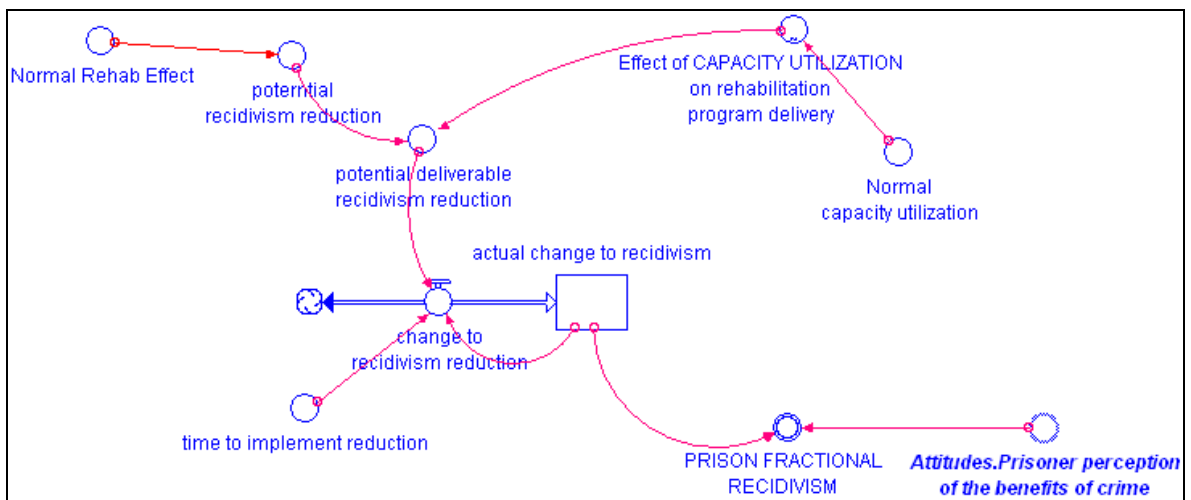 Normal Rehab Effect
potential
recidivism reduction
Effect of CAPACITY UTILIZATION
on rehabilitation
program delivery
potential deliverable
recidivism reduction
Normal
capacity utilization
actual change to recidivism
change to
recidivism reduction
time to implement reduction
PRISON FRACTIONAL
RECIDIVISM
Attitudes.Prisoner perception
of the benefits of crime